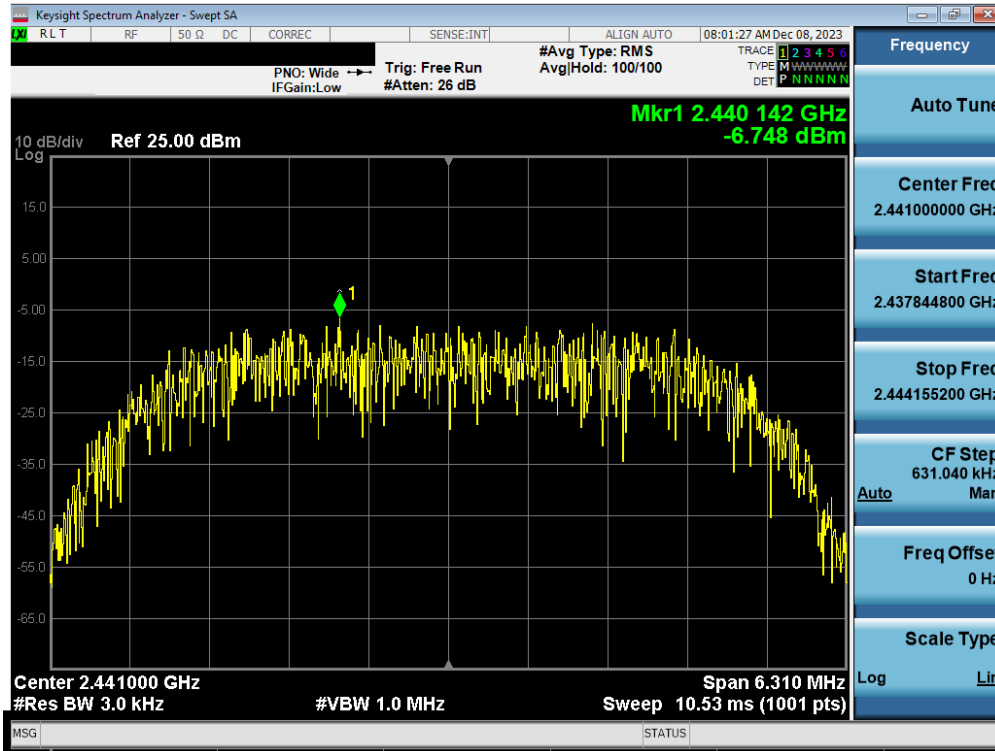 Keysight Spectrum Analyzer - Swept SA
LXI RLT RF 50 Ω DC CORREC SENSE:INT ALIGN AUTO 08:01:27 AM Dec 08, 2023
PNO: Wide Trig: Free Run #Avg Type: RMS TRACE 1 2 3 4 5 6
IFGain:Low #Atten: 26 dB Avg|Hold: 100/100 TYPE M WWWWW
DET P N N N N N
Mkr1 2.440 142 GHz
-6.748 dBm
10 dB/div Ref 25.00 dBm
Log
15.0
5.00
-5.00
-15.0
-25.0
-35.0
-45.0
-55.0
-65.0
1
Center 2.441000 GHz Span 6.310 MHz
#Res BW 3.0 kHz #VBW 1.0 MHz Sweep 10.53 ms (1001 pts)
MSG STATUS
Frequency
Auto Tune
Center Freq
2.441000000 GHz
Start Freq
2.437844800 GHz
Stop Freq
2.444155200 GHz
CF Step
631.040 kHz
Auto Man
Freq Offset
0 Hz
Scale Type
Log Lin